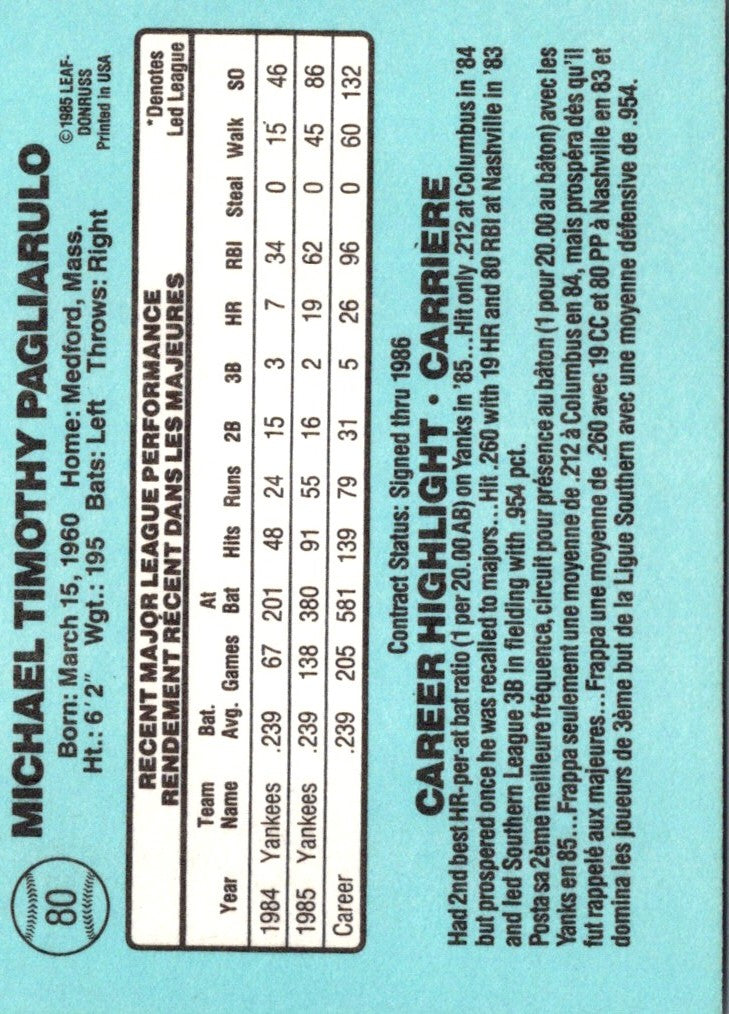 80
MICHAEL TIMOTHY PAGLIARULO
Born: March 15, 1960 Home: Medford, Mass.
Ht.: 6'2" Wgt.: 195 Bats: Left Throws: Right
© 1985 LEAF-
DONRUSS
Printed in USA
RECENT MAJOR LEAGUE PERFORMANCE
RENDEMENT RÉCENT DANS LES MAJEURES
*Denotes
Led League
Year Team Name Bat. Avg. Games At Bat Hits Runs 2B 3B HR RBI Steal Walk SO
1984 Yankees .239 67 201 48 24 15 3 7 34 0 15 46
1985 Yankees .239 138 380 91 55 16 2 19 62 0 45 86
Career .239 205 581 139 79 31 5 26 96 0 60 132
Contract Status: Signed thru 1986
CAREER HIGHLIGHT · CARRIÈRE
Had 2nd best HR-per-at bat ratio (1 per 20.00 AB) on Yanks in '85...Hit only .212 at Columbus in '84
but prospered once he was recalled to majors...Hit .260 with 19 HR and 80 RBI at Nashville in '83
and led Southern League 3B in fielding with .954 pct.
Posta sa 2ème meilleure fréquence, circuit pour présence au bâton (1 pour 20.00 au bâton) avec les
Yanks en 85...Frappa seulement une moyenne de .212 à Columbus en 84, mais prospéra dès qu'il
fut rappelé aux majeures...Frappa une moyenne de .260 avec 19 CC et 80 PP à Nashville en 83 et
domina les joueurs de 3ème but de la Ligue Southern avec une moyenne défensive de .954.